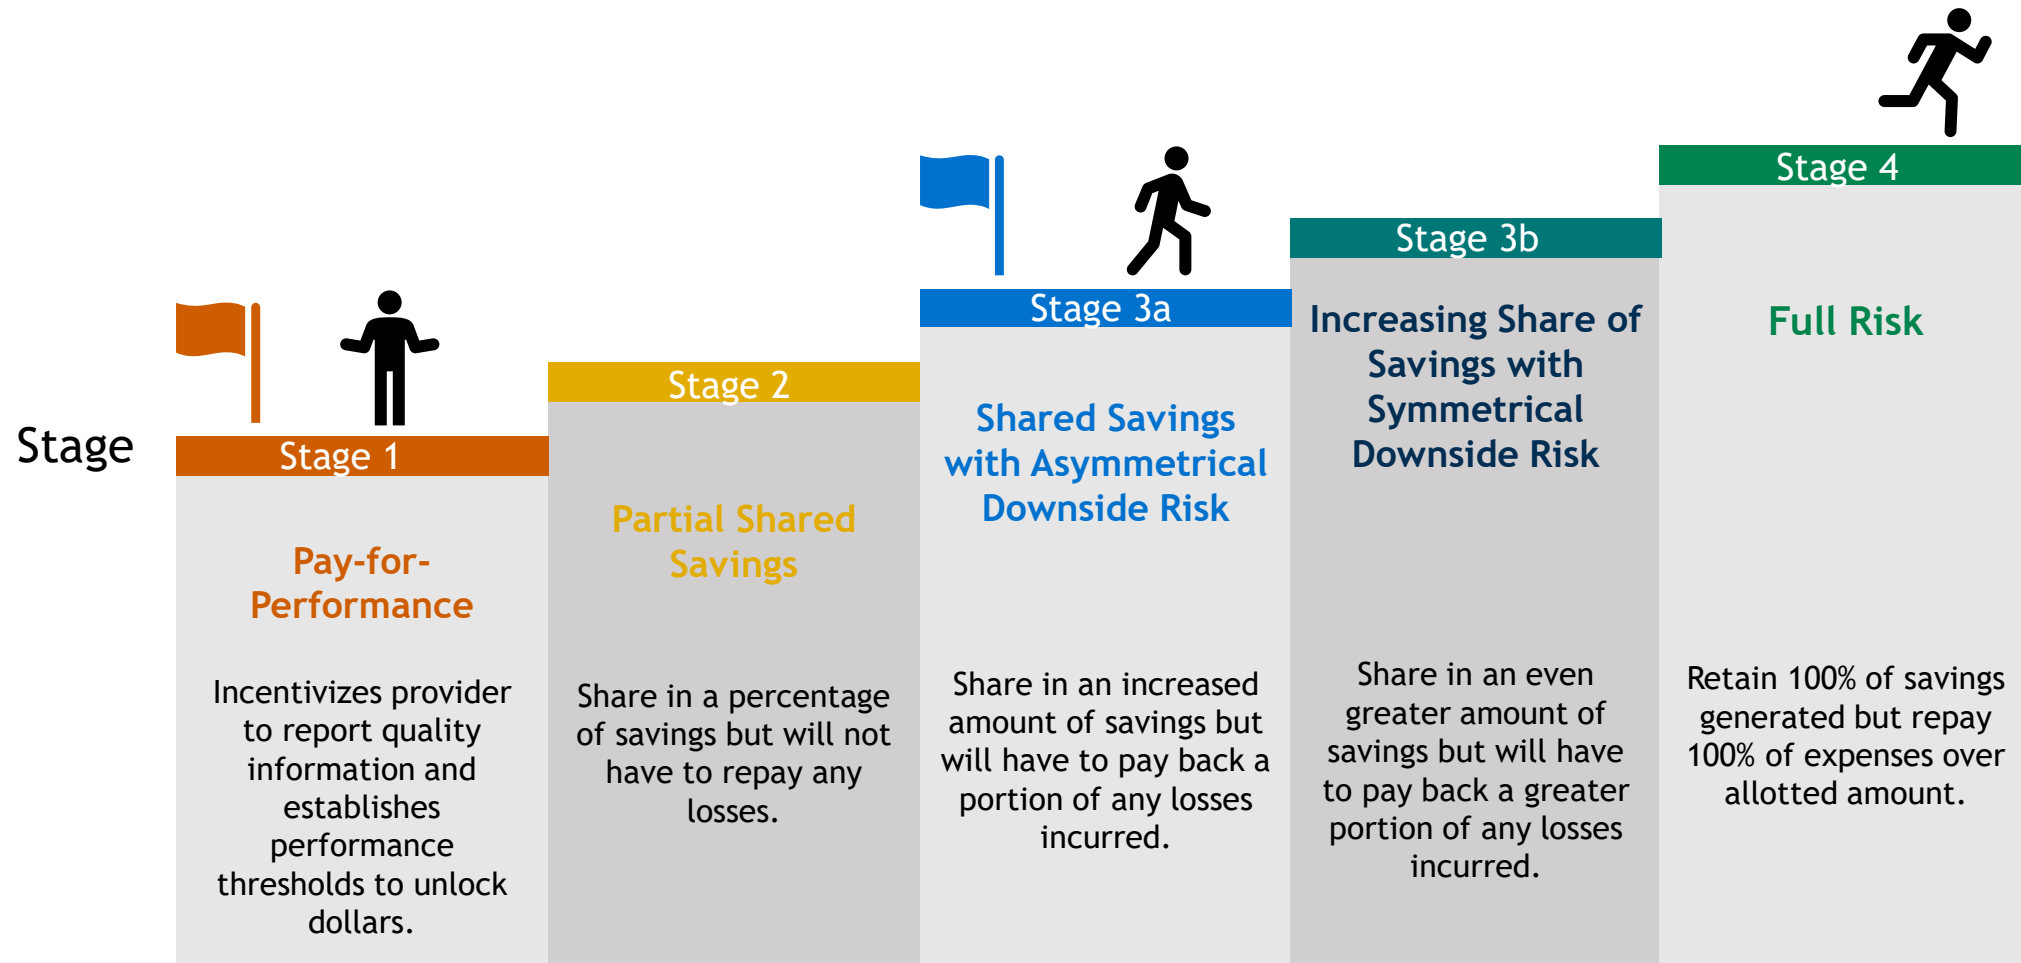 Stage
Stage 1
Pay-for-
Performance
Incentivizes provider
to report quality
information and
establishes
performance
thresholds to unlock
dollars.
Stage 2
Partial Shared
Savings
Share in a percentage
of savings but will not
have to repay any
losses.
Stage 3a
Shared Savings
with Asymmetrical
Downside Risk
Share in an increased
amount of savings but
will have to pay back a
portion of any losses
incurred.
Stage 3b
Increasing Share of
Savings with
Symmetrical
Downside Risk
Share in an even
greater amount of
savings but will have
to pay back a greater
portion of any losses
incurred.
Stage 4
Full Risk
Retain 100% of savings
generated but repay
100% of expenses over
allotted amount.